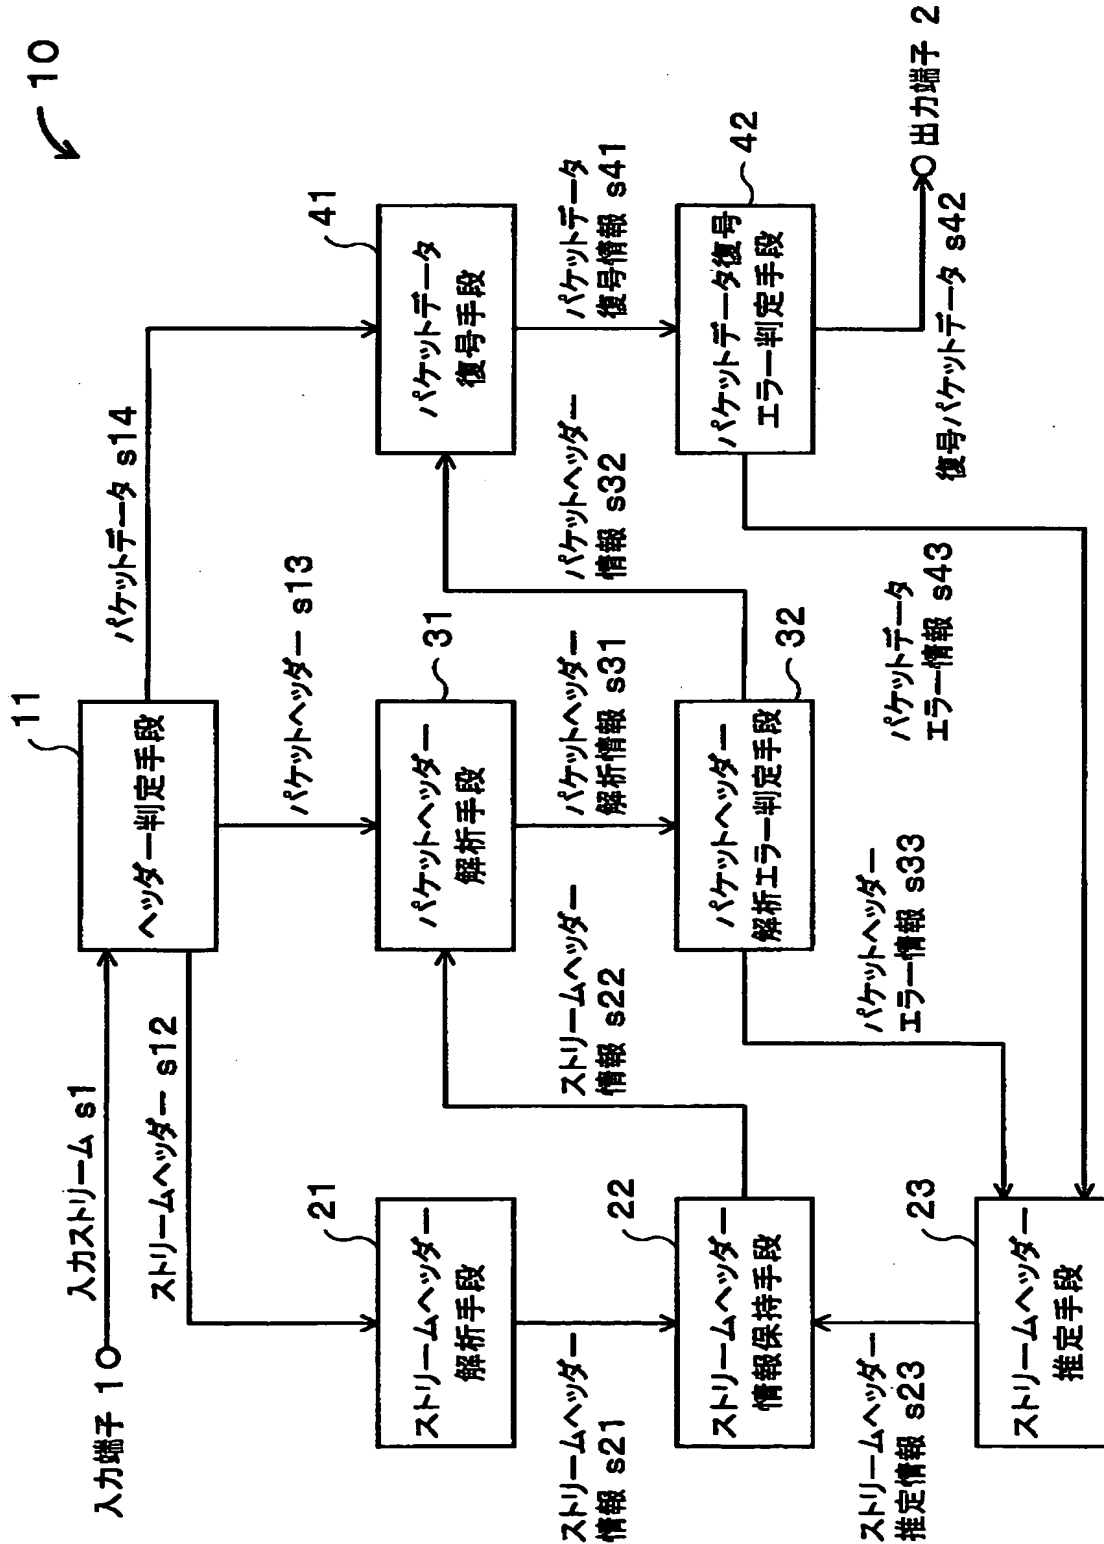 10
入力端子 1
入力ストリーム s1
ストリームヘッダー s12
11
ヘッダー判定手段
パケットデータ s14
パケットヘッダー s13
21
ストリームヘッダー
解析手段
31
パケットヘッダー
解析手段
41
パケットデータ
復号手段
ストリームヘッダー
情報 s21
ストリームヘッダー
情報 s22
パケットヘッダー
解析情報 s31
パケットヘッダー
情報 s32
パケットデータ
復号情報 s41
22
ストリームヘッダー
情報保持手段
32
パケットヘッダー
解析エラー判定手段
42
パケットデータ復号
エラー判定手段
ストリームヘッダー
推定情報 s23
パケットヘッダー
エラー情報 s33
パケットデータ
エラー情報 s43
復号パケットデータ s42
出力端子 2
23
ストリームヘッダー
推定手段